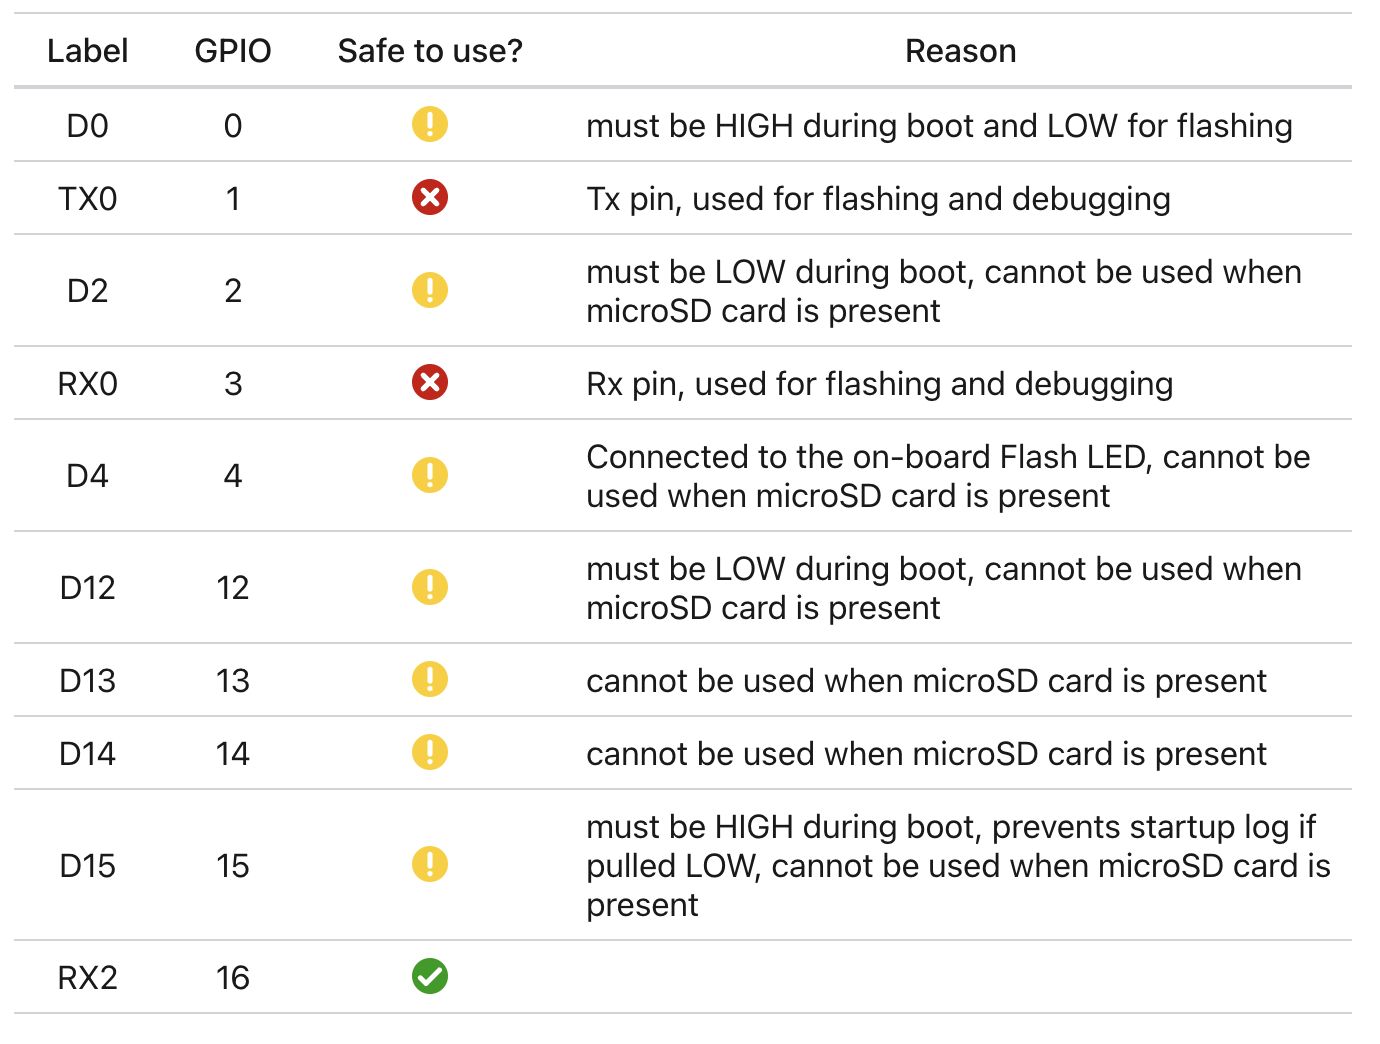 Label GPIO Safe to use? Reason
D0 0 must be HIGH during boot and LOW for flashing
TX0 1 Tx pin, used for flashing and debugging
D2 2 must be LOW during boot, cannot be used when
microSD card is present
RX0 3 Rx pin, used for flashing and debugging
D4 4 Connected to the on-board Flash LED, cannot be
used when microSD card is present
D12 12 must be LOW during boot, cannot be used when
microSD card is present
D13 13 cannot be used when microSD card is present
D14 14 cannot be used when microSD card is present
D15 15 must be HIGH during boot, prevents startup log if
pulled LOW, cannot be used when microSD card is
present
RX2 16